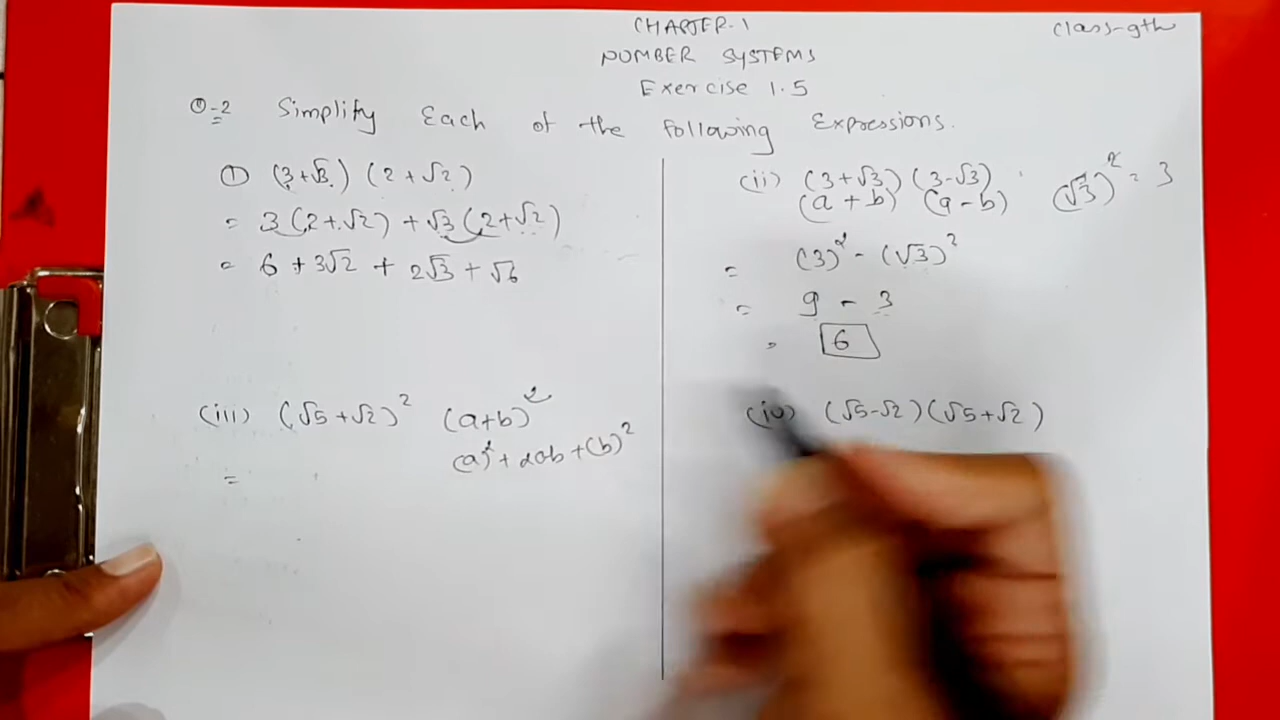 CHAPTER-1
class-9th
NUMBER SYSTEMS
Exercise 1.5
Q-2 Simplify Each of the following Expressions.
① (3+√3) (2+√2)
= 3(2+√2) + √3(2+√2)
= 6 + 3√2 + 2√3 + √6
(ii) (3+√3) (3-√3)
(a + b) (a - b)
(√3)² = 3
= (3)² - (√3)²
= 9 - 3
= 6
(iii) (√5 + √2)² (a+b)²
(a)² + 2ab + (b)²
=
(iv) (√5-√2) (√5+√2)